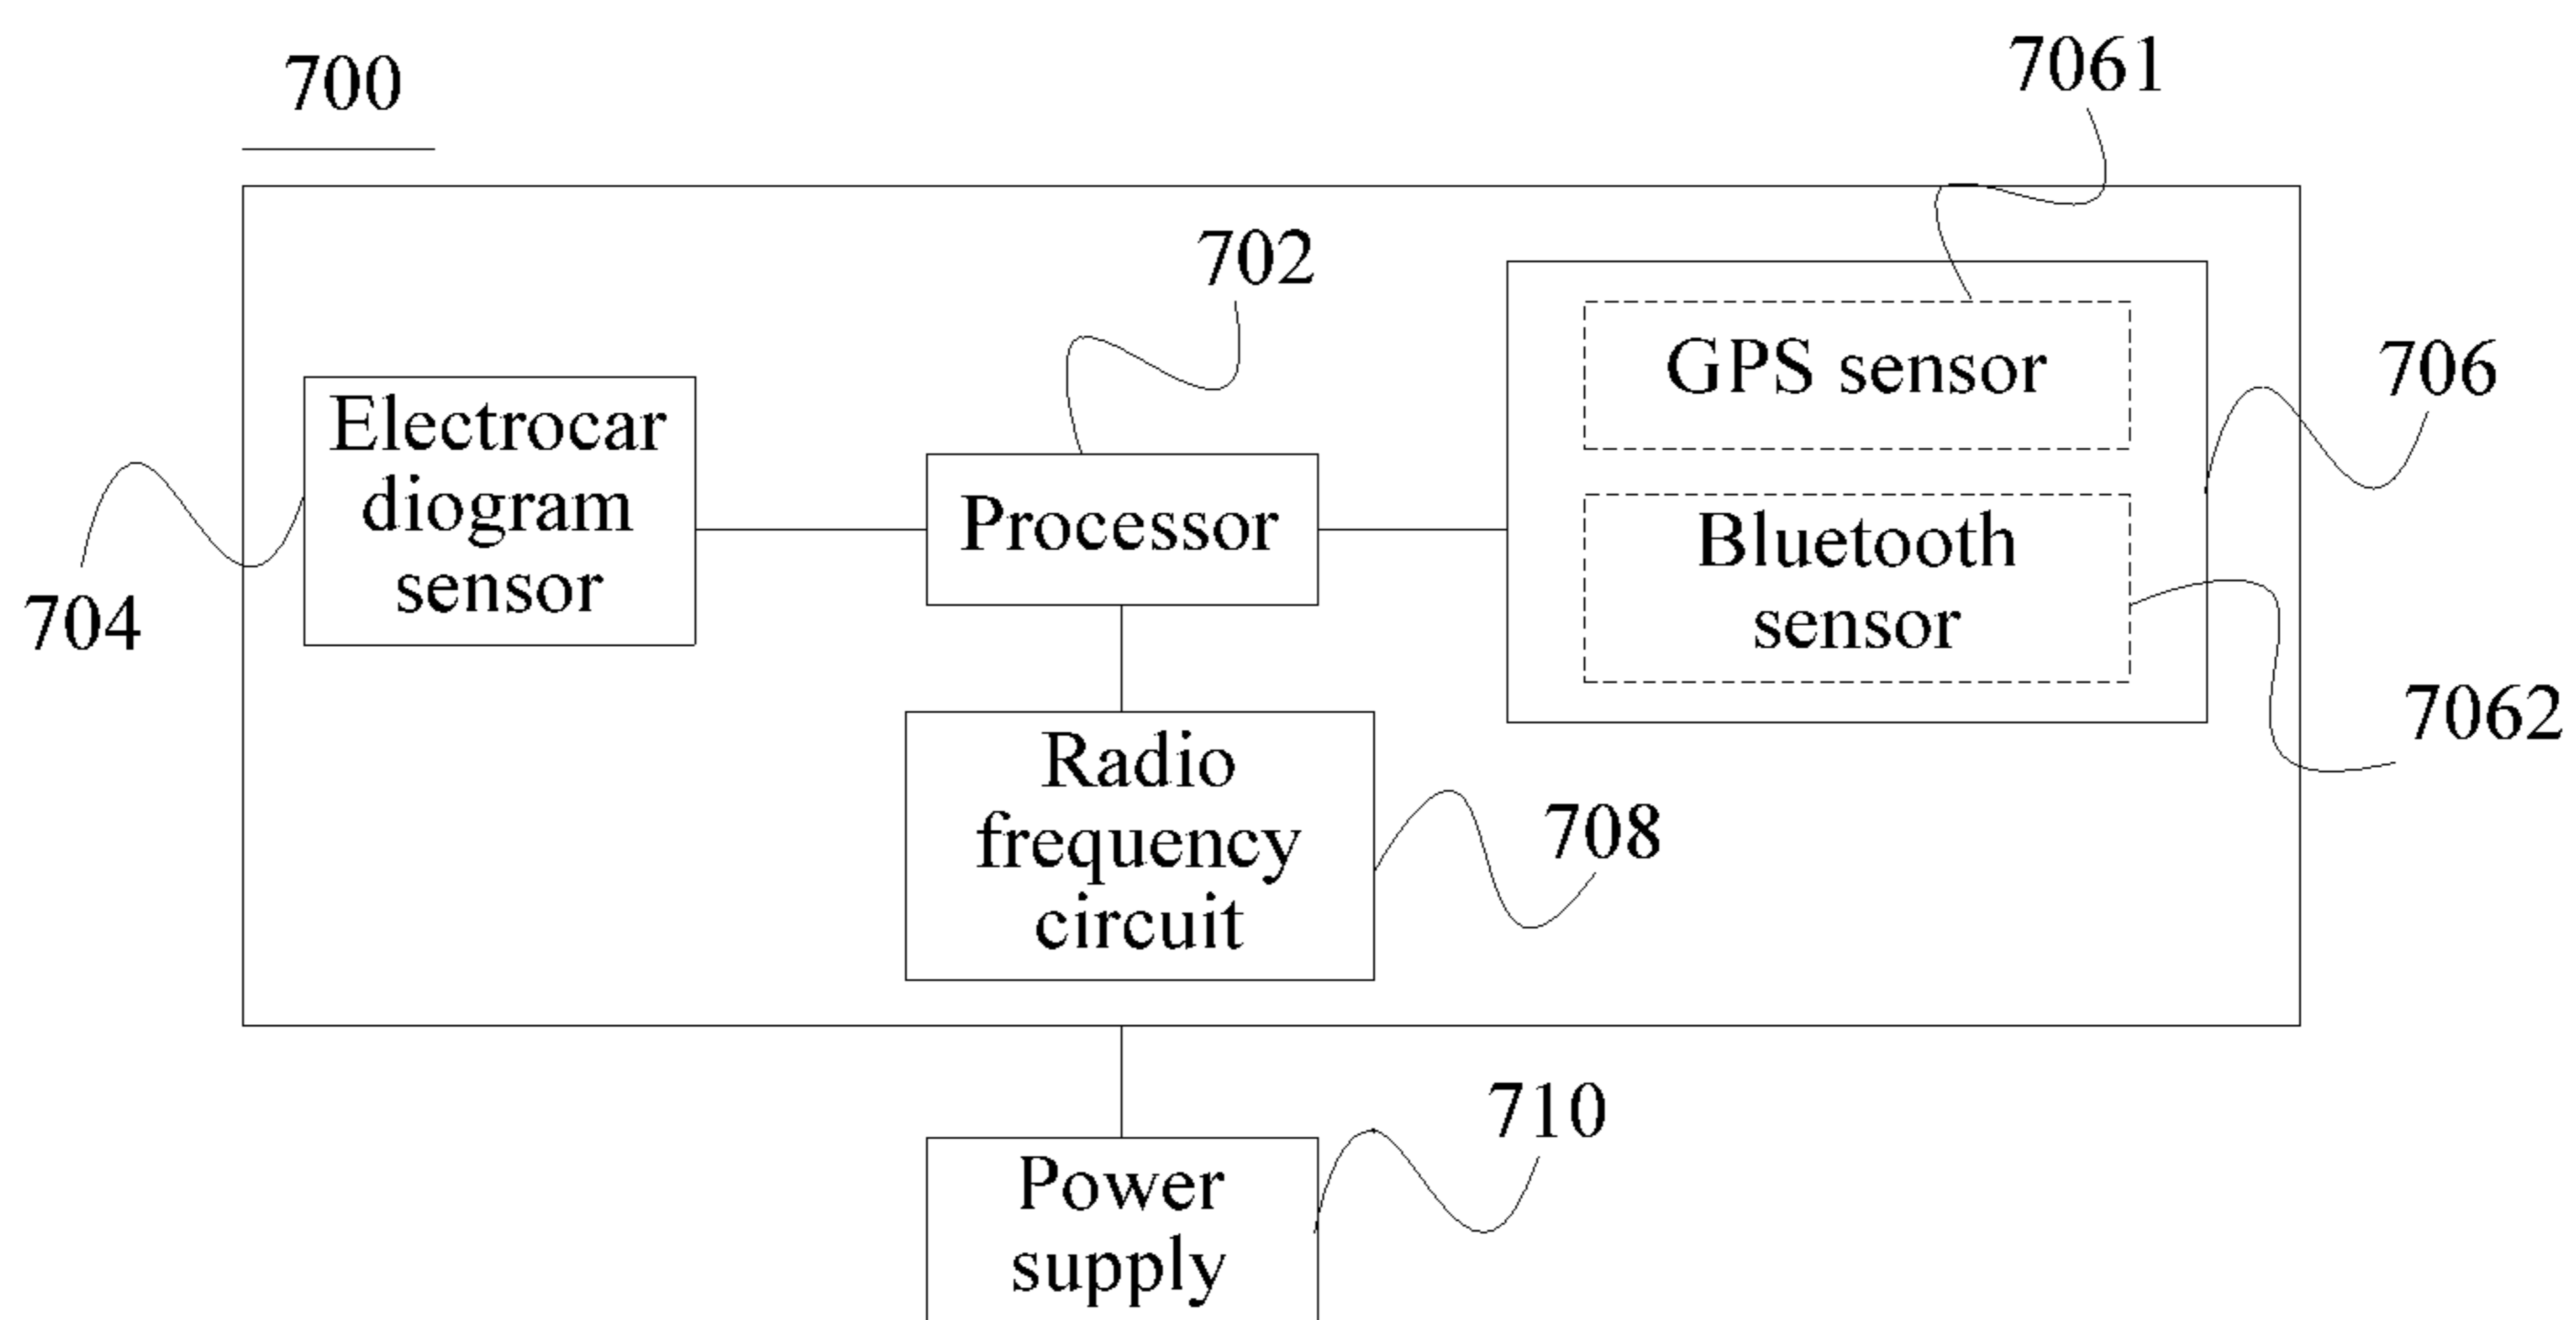 700
7061
702
GPS sensor
706
Electrocar
diogram
sensor
Processor
Bluetooth
sensor
704
7062
Radio
frequency
circuit
708
710
Power
supply